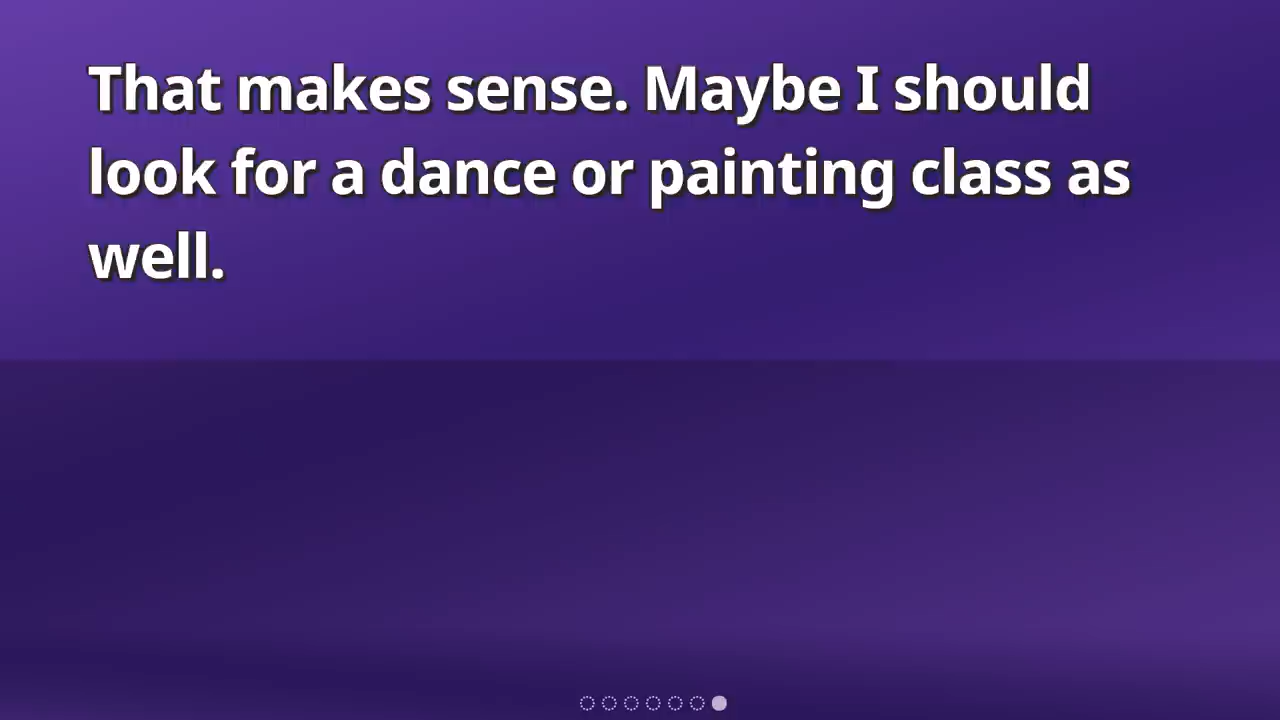 That makes sense. Maybe I should
look for a dance or painting class as
well.